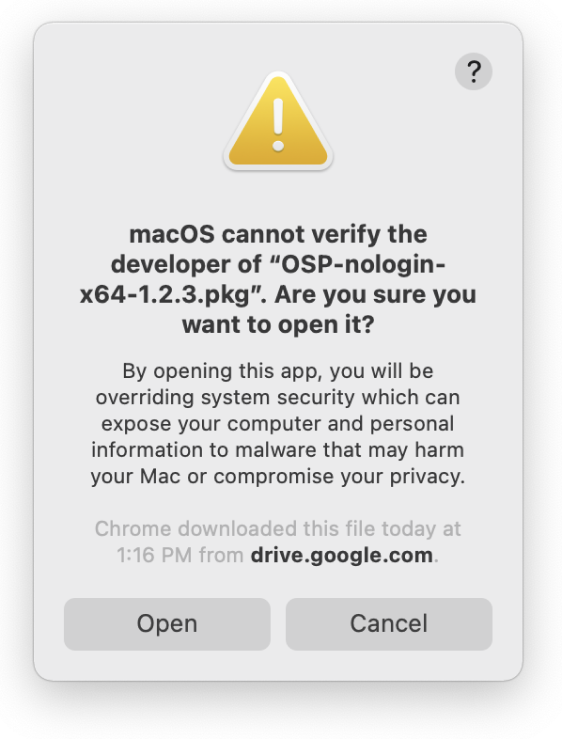 ?
macOS cannot verify the
developer of “OSP-nologin-
x64-1.2.3.pkg”. Are you sure you
want to open it?
By opening this app, you will be
overriding system security which can
expose your computer and personal
information to malware that may harm
your Mac or compromise your privacy.
Chrome downloaded this file today at
1:16 PM from drive.google.com.
Open
Cancel